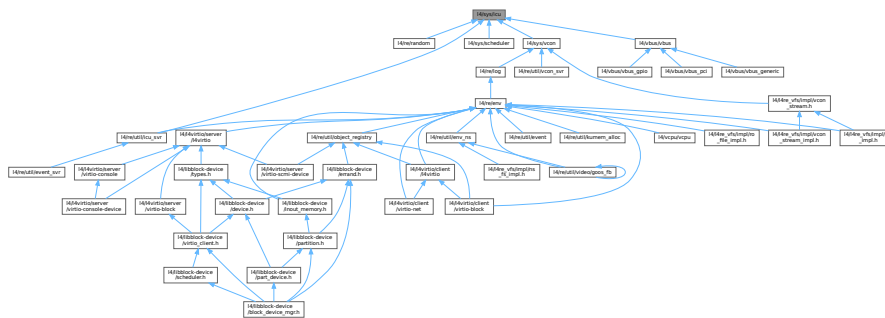 l4/sys/icu
l4/re/random
l4/sys/scheduler
l4/sys/vcon
l4/vbus/vbus
l4/re/log
l4/re/util/vcon_svr
l4/vbus/vbus_gpio
l4/vbus/vbus_pci
l4/vbus/vbus_generic
l4/re/env
l4/l4re_vfs/impl/vcon
_stream.h
l4/re/util/icu_svr
l4/l4virtio/server
/l4virtio
l4/re/util/object_registry
l4/re/util/env_ns
l4/re/util/event
l4/re/util/kumem_alloc
l4/vcpu/vcpu
l4/l4re_vfs/impl/ro
_file_impl.h
l4/l4re_vfs/impl/vcon
_stream_impl.h
l4/re/util/event_svr
l4/l4virtio/server
/virtio-console
l4/libblock-device
/types.h
l4/l4virtio/server
/virtio-scmi-device
l4/libblock-device
/errand.h
l4/l4virtio/client
/l4virtio
l4/l4re_vfs/impl/ns
_fs_impl.h
l4/re/util/video/goos_fb
l4/l4virtio/server
/virtio-console-device
l4/l4virtio/server
/virtio-block
l4/libblock-device
/device.h
l4/libblock-device
/inout_memory.h
l4/l4virtio/client
/virtio-net
l4/l4virtio/client
/virtio-block
l4/libblock-device
/virtio_client.h
l4/libblock-device
/partition.h
l4/libblock-device
/scheduler.h
l4/libblock-device
/part_device.h
l4/libblock-device
/block_device_mgr.h